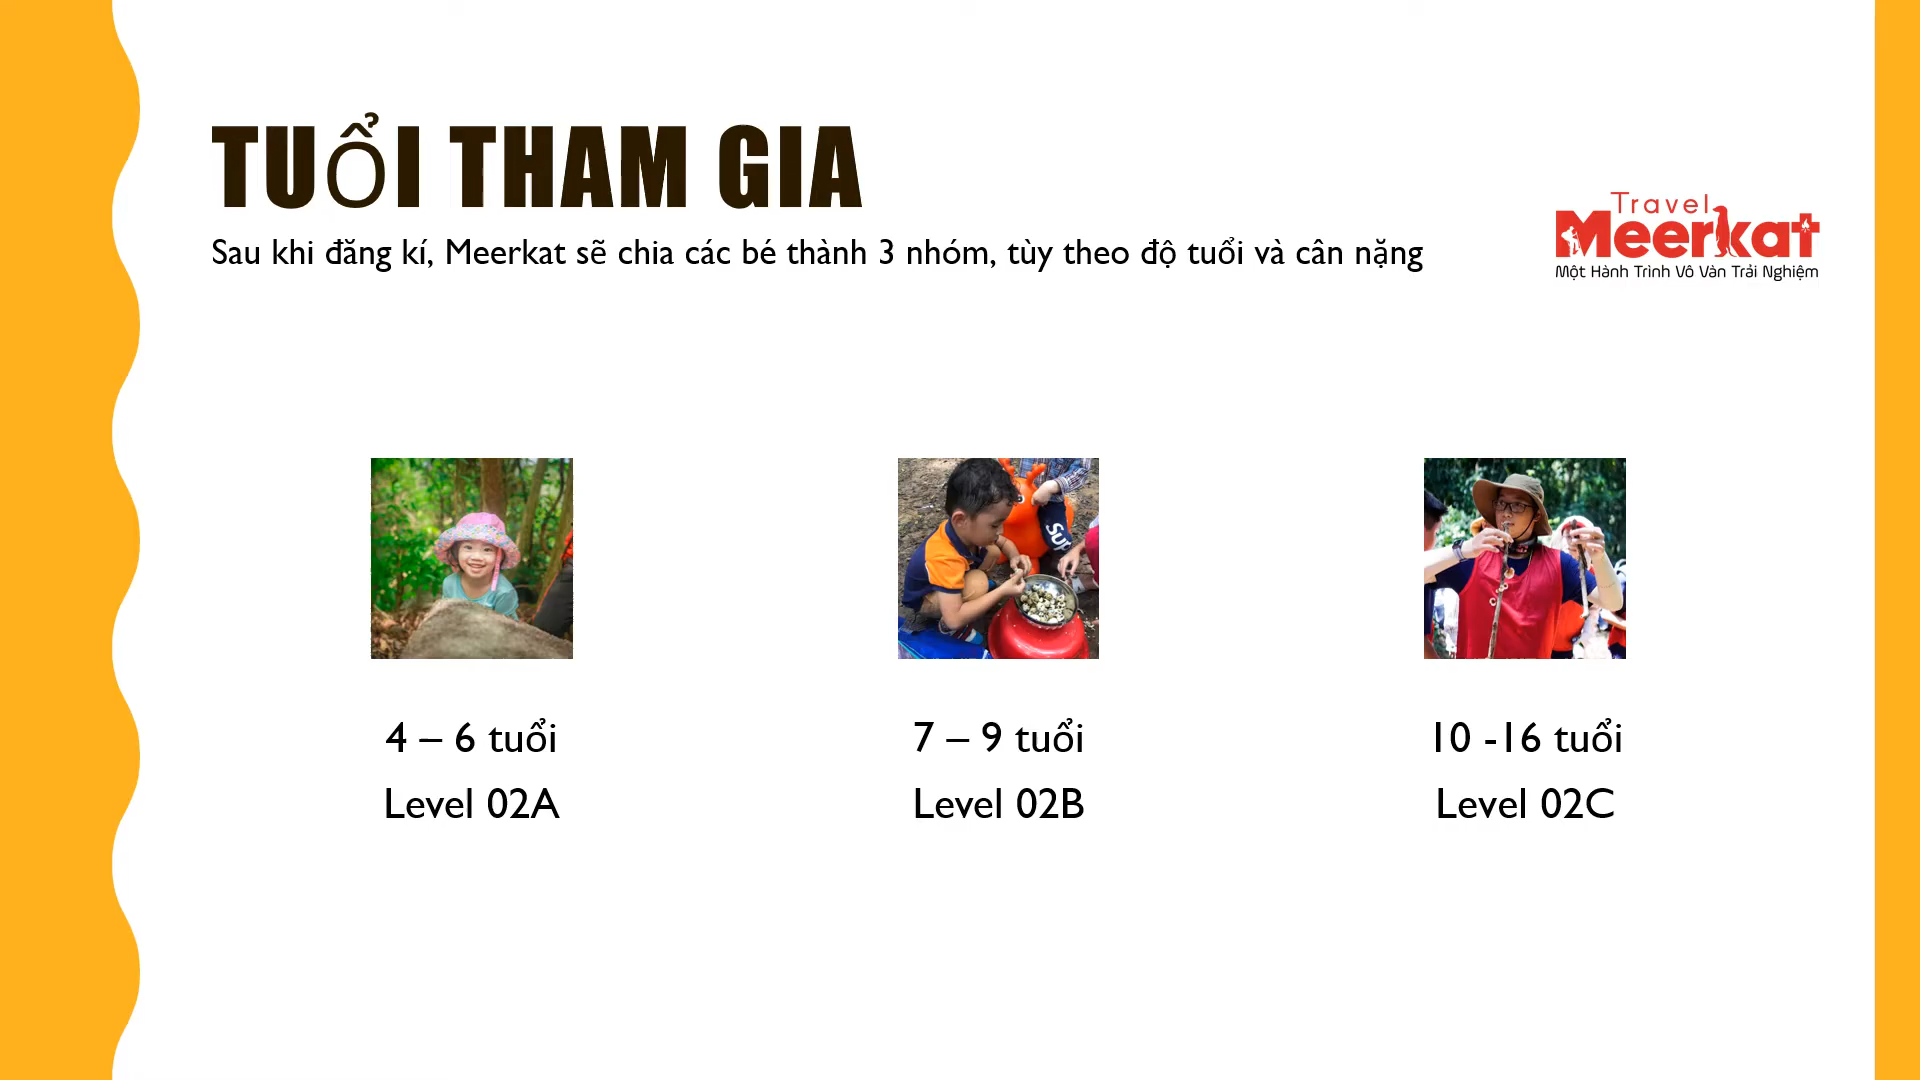 TUỔI THAM GIA
Sau khi đăng kí, Meerkat sẽ chia các bé thành 3 nhóm, tùy theo độ tuổi và cân nặng
Travel
Meerkat
Một Hành Trình Vô Vàn Trải Nghiệm
SUP
4 – 6 tuổi
7 – 9 tuổi
10 -16 tuổi
Level 02A
Level 02B
Level 02C